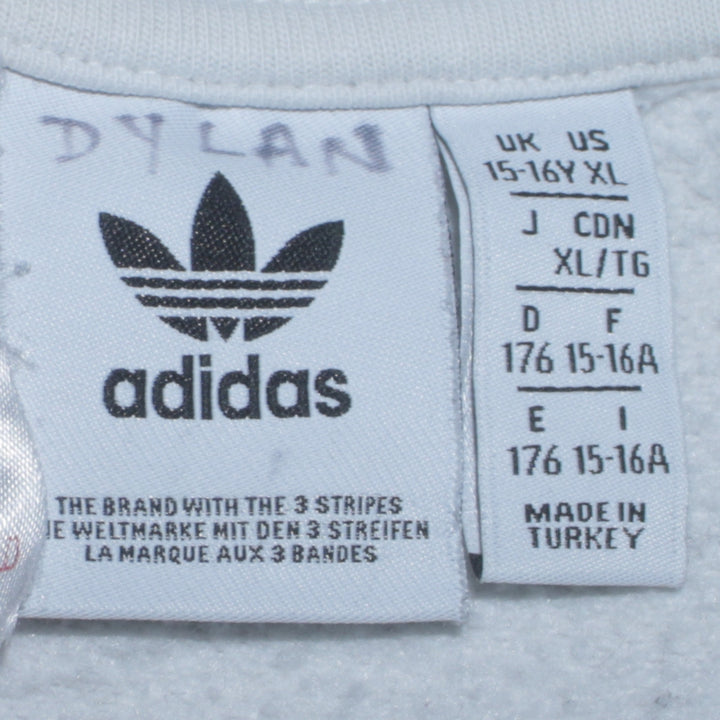 DYLAN
adidas
THE BRAND WITH THE 3 STRIPES
WELTMARKE MIT DEN 3 STREIFEN
LA MARQUE AUX 3 BANDES
UK US
15-16Y XL
J CDN
XL/TG
D F
176 15-16A
E I
176 15-16A
MADE IN
TURKEY